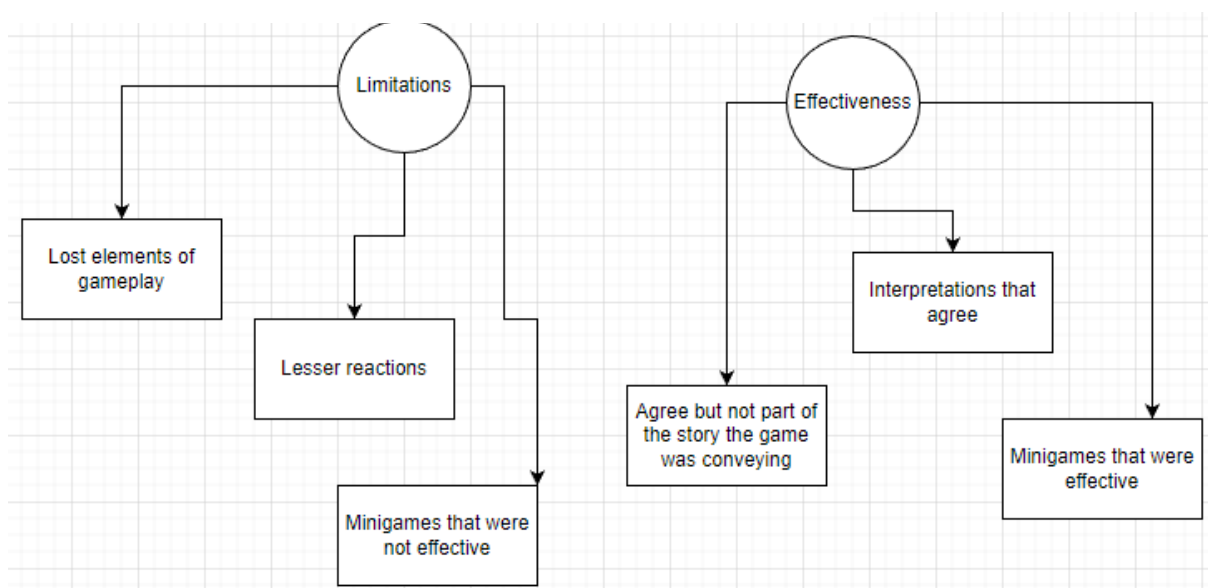 Limitations
Lost elements of
gameplay
Lesser reactions
Minigames that were
not effective
Effectiveness
Interpretations that
agree
Agree but not part of
the story the game
was conveying
Minigames that were
effective